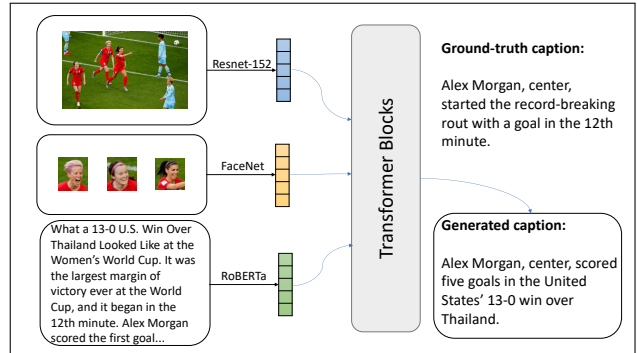 Resnet-152
FaceNet
What a 13-0 U.S. Win Over
Thailand Looked Like at the
Women's World Cup. It was
the largest margin of
victory ever at the World
Cup, and it began in the
12th minute. Alex Morgan
scored the first goal...
RoBERTa
Transformer Blocks
Ground-truth caption:
Alex Morgan, center,
started the record-breaking
rout with a goal in the 12th
minute.
Generated caption:
Alex Morgan, center, scored
five goals in the United
States' 13-0 win over
Thailand.